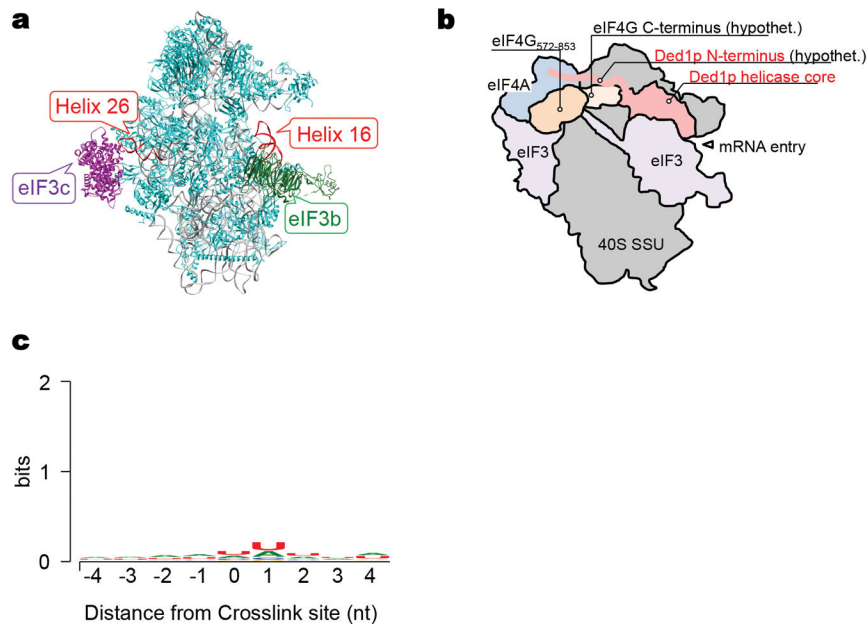 a
Helix 26
Helix 16
eIF3c
eIF3b
b
eIF4G C-terminus (hypothet.)
eIF4G572-853
Ded1p N-terminus (hypothet.)
Ded1p helicase core
eIF4A
eIF3
eIF3
mRNA entry
40S SSU
c
2
1
0
bits
-4 -3 -2 -1 0 1 2 3 4
Distance from Crosslink site (nt)